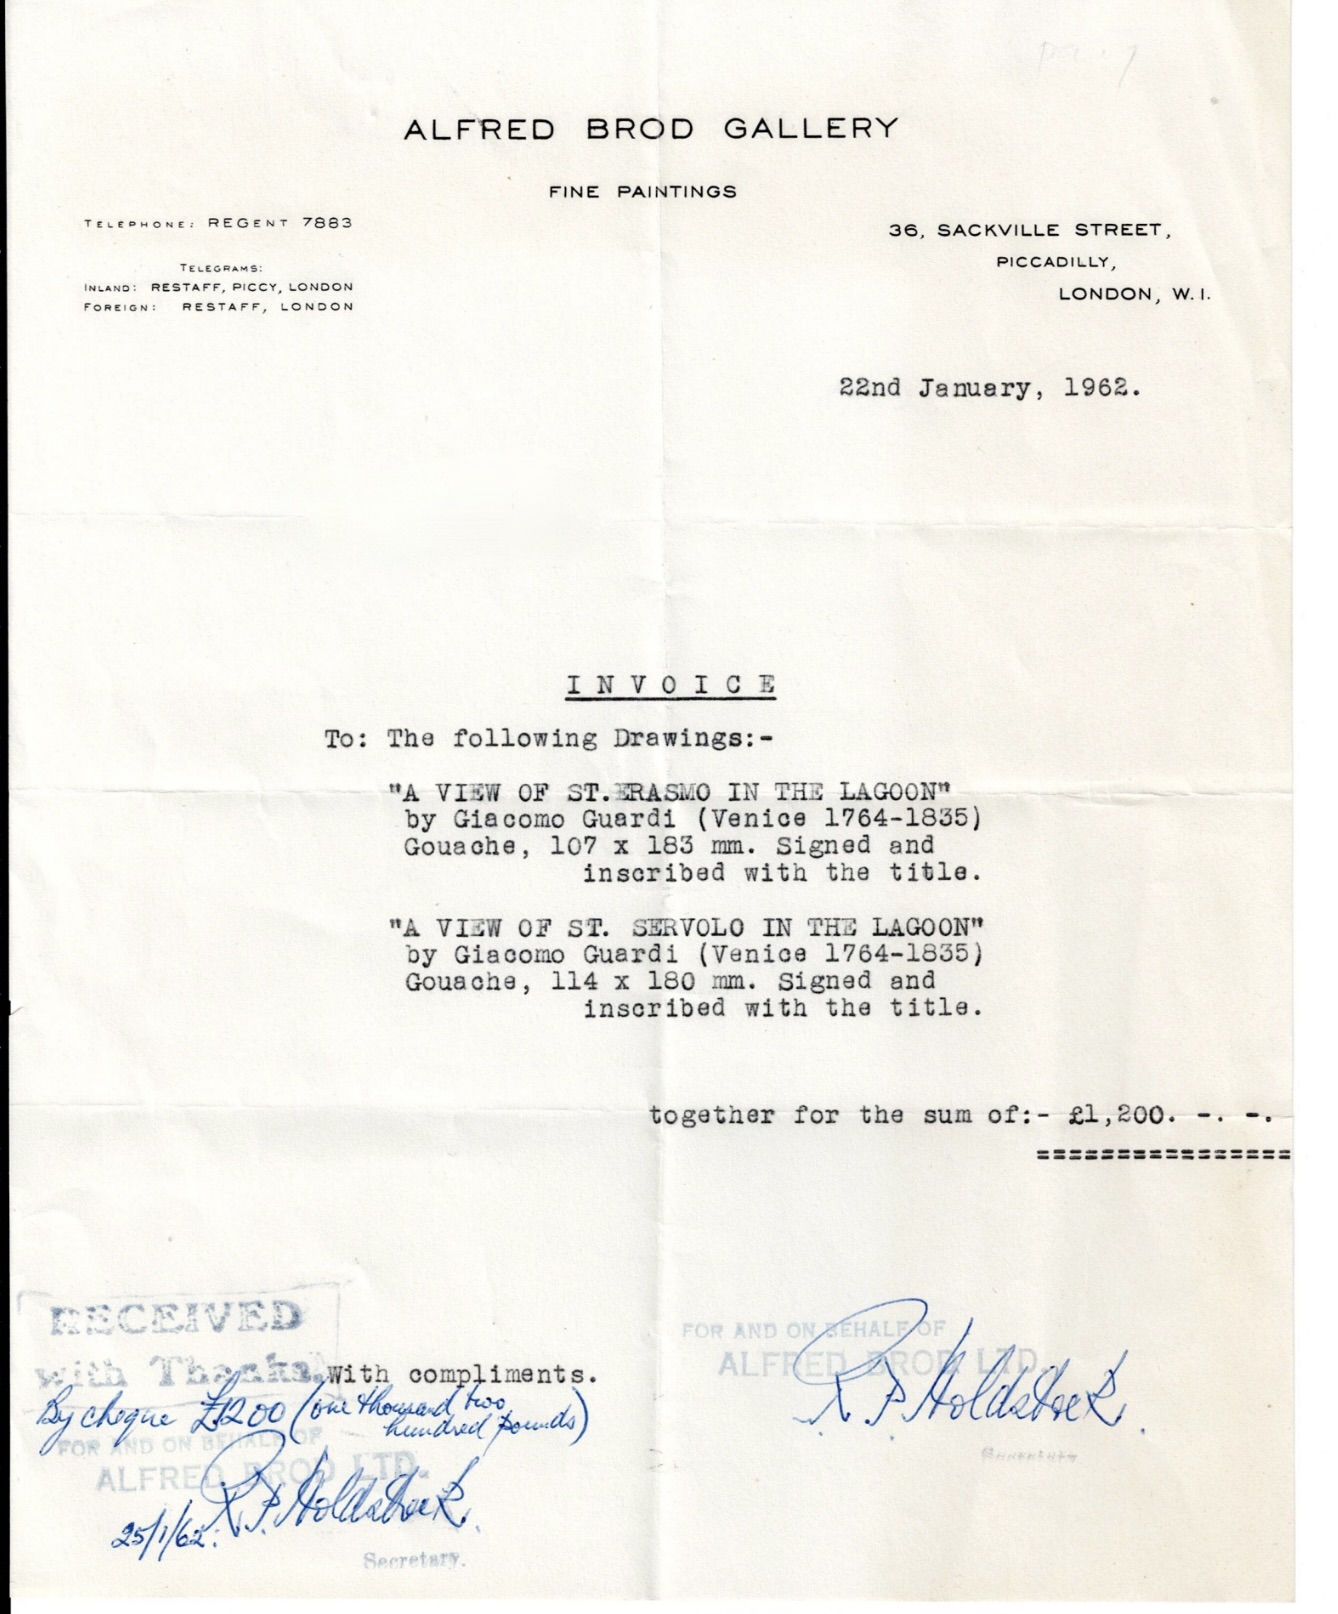 ALFRED BROD GALLERY
FINE PAINTINGS
TELEPHONE: REGENT 7883
TELEGRAMS:
INLAND: RESTAFF, PICCY, LONDON
FOREIGN: RESTAFF, LONDON
36, SACKVILLE STREET,
PICCADILLY,
LONDON, W.1.
22nd January, 1962.
INVOICE
To: The following Drawings:-
"A VIEW OF ST.ERASMO IN THE LAGOON"
by Giacomo Guardi (Venice 1764-1835)
Gouache, 107 x 183 mm. Signed and
inscribed with the title.
"A VIEW OF ST. SERVOLO IN THE LAGOON"
by Giacomo Guardi (Venice 1764-1835)
Gouache, 114 x 180 mm. Signed and
inscribed with the title.
together for the sum of:- £1,200. -. -.
================
RECEIVED
with Thanks.
With compliments.
By cheque £1200 (one thousand two
hundred pounds)
FOR AND ON BEHALF OF
ALFRED BROD LTD.
R. P. Holdstock.
25/1/62.
Secretary.
FOR AND ON BEHALF OF
ALFRED BROD LTD.
R. P. Holdstock.